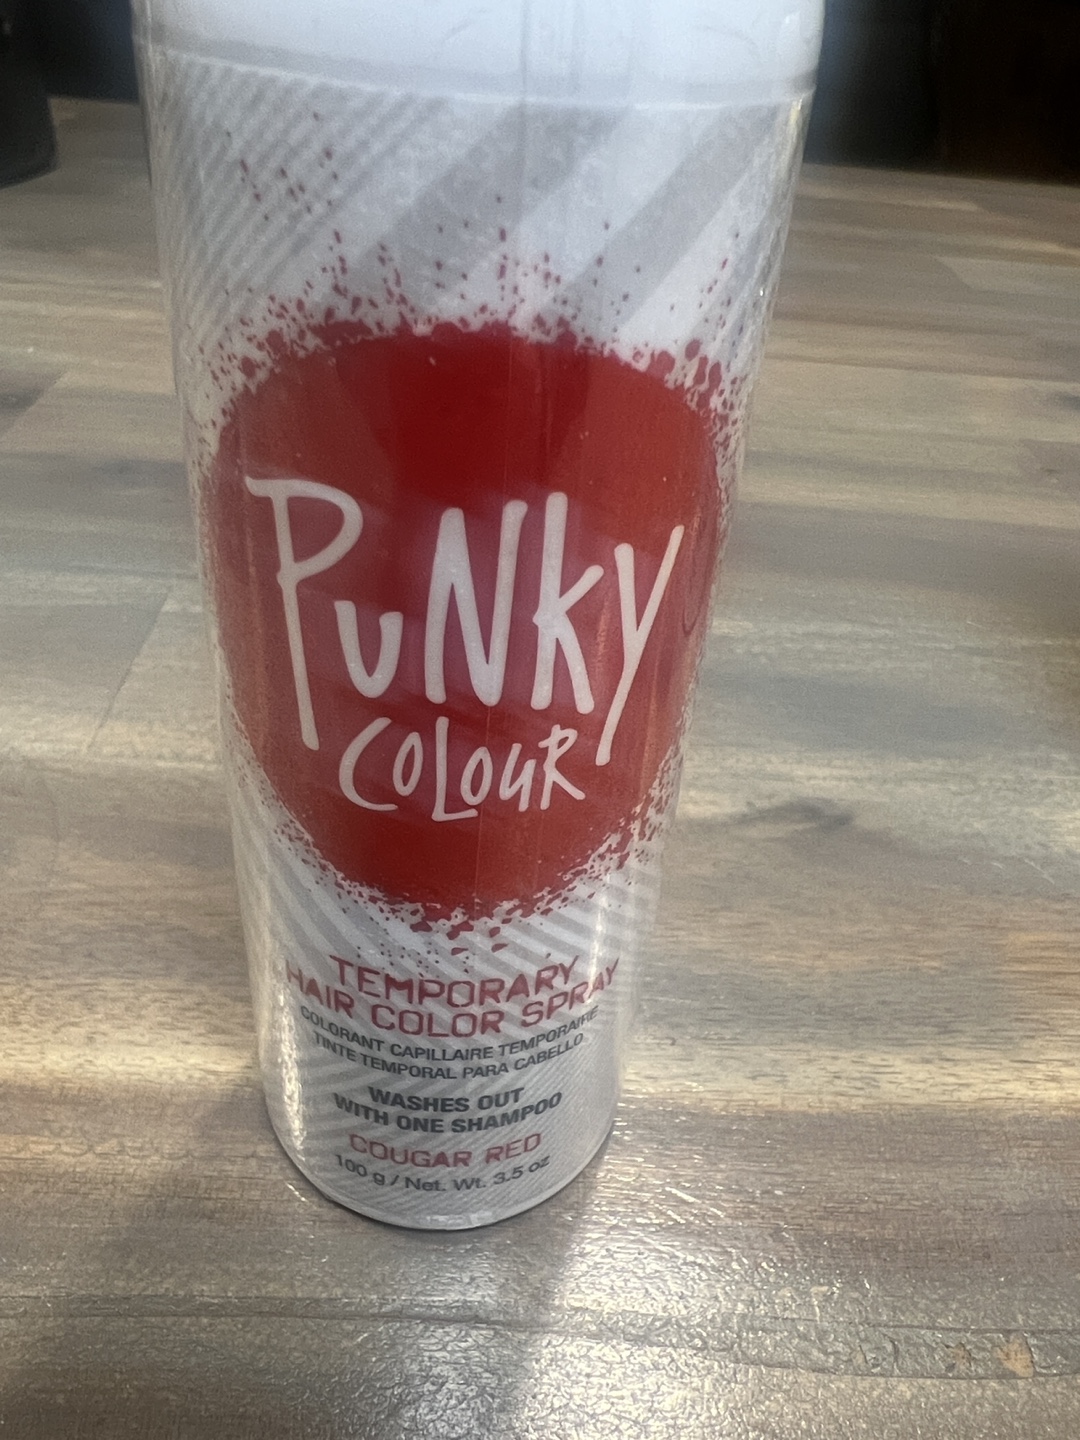 PuNky
COLOUR
TEMPORARY
HAIR COLOR SPRAY
COLORANT CAPILLAIRE TEMPORAIRE
TINTE TEMPORAL PARA CABELLO
WASHES OUT
WITH ONE SHAMPOO
COUGAR RED
100 g / Net. Wt. 3.5 oz